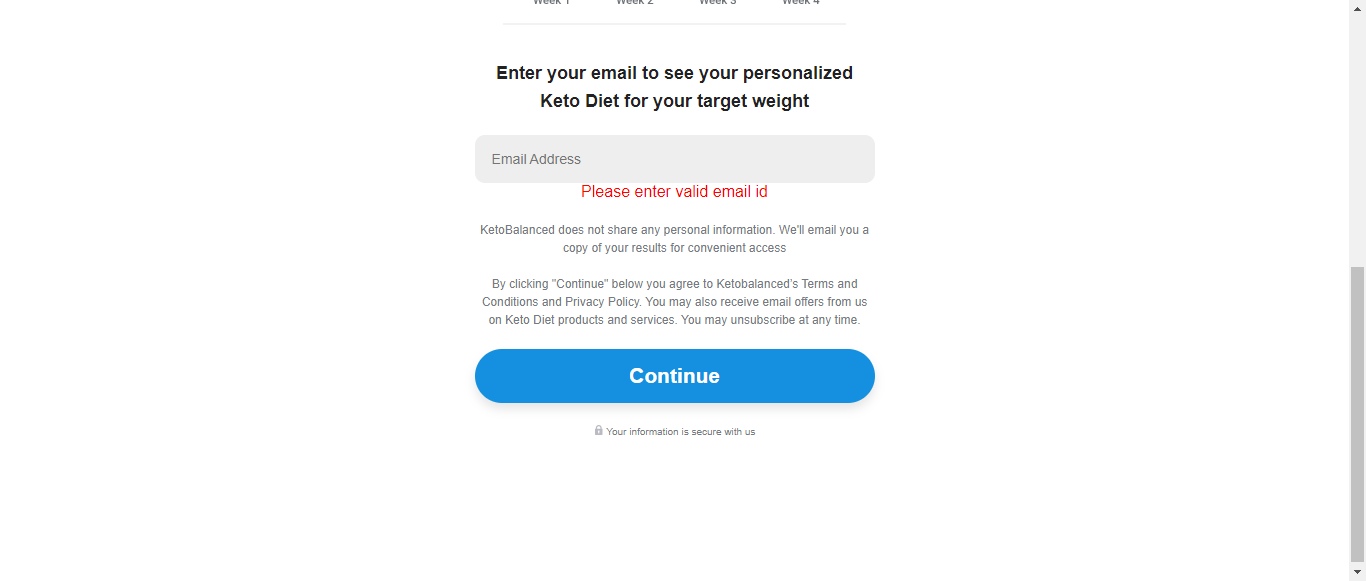 Week 1 Week 2 Week 3 Week 4
Enter your email to see your personalized
Keto Diet for your target weight
Email Address
Please enter valid email id
KetoBalanced does not share any personal information. We'll email you a
copy of your results for convenient access
By clicking "Continue" below you agree to Ketobalanced's Terms and
Conditions and Privacy Policy. You may also receive email offers from us
on Keto Diet products and services. You may unsubscribe at any time.
Continue
Your information is secure with us